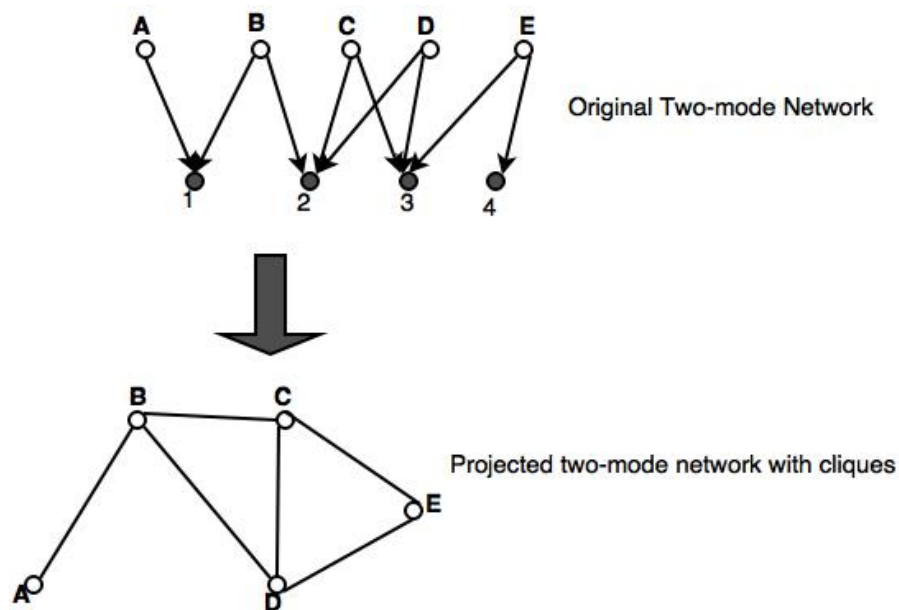 A B C D E
Original Two-mode Network
1 2 3 4
B C
Projected two-mode network with cliques
E
A D